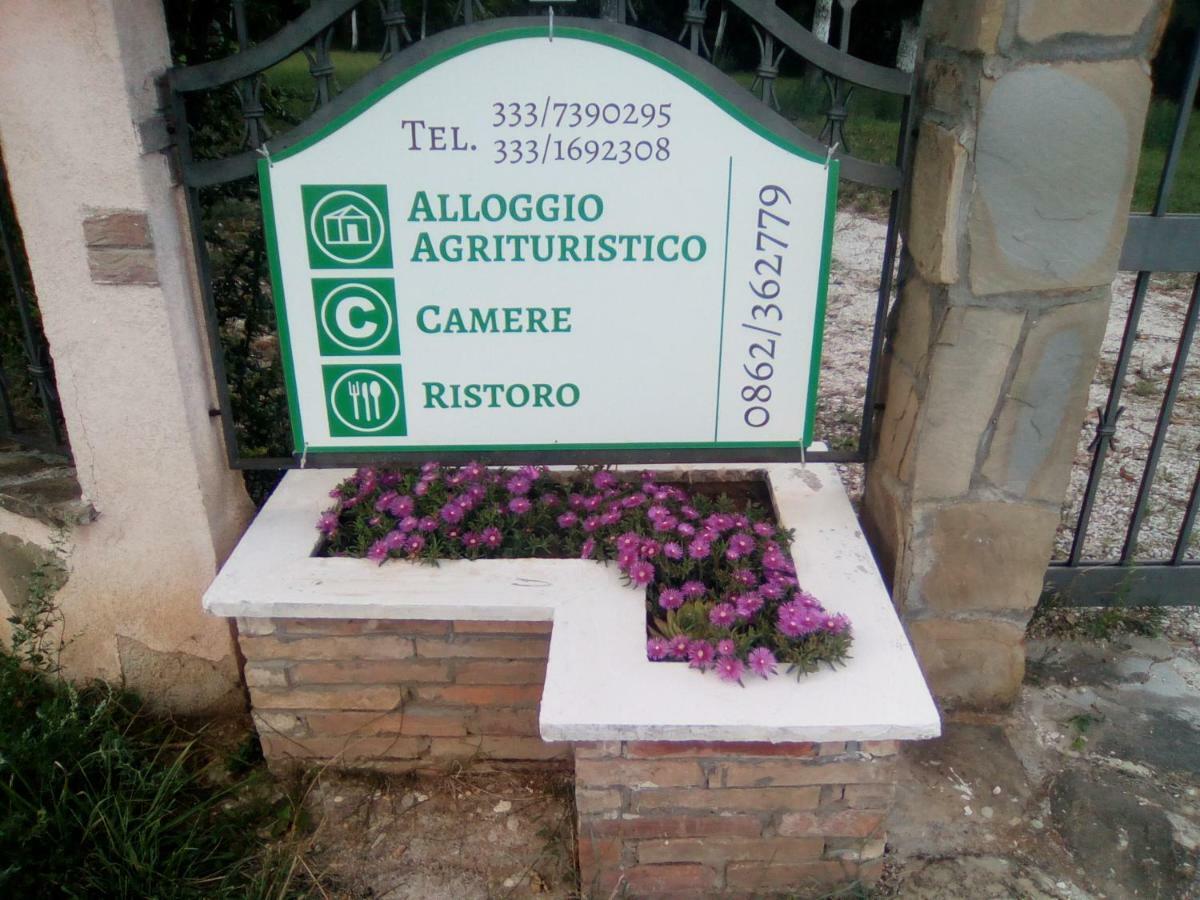 TEL. 333/7390295
333/1692308
ALLOGGIO
AGRITURISTICO
C CAMERE
RISTORO
0862/362779